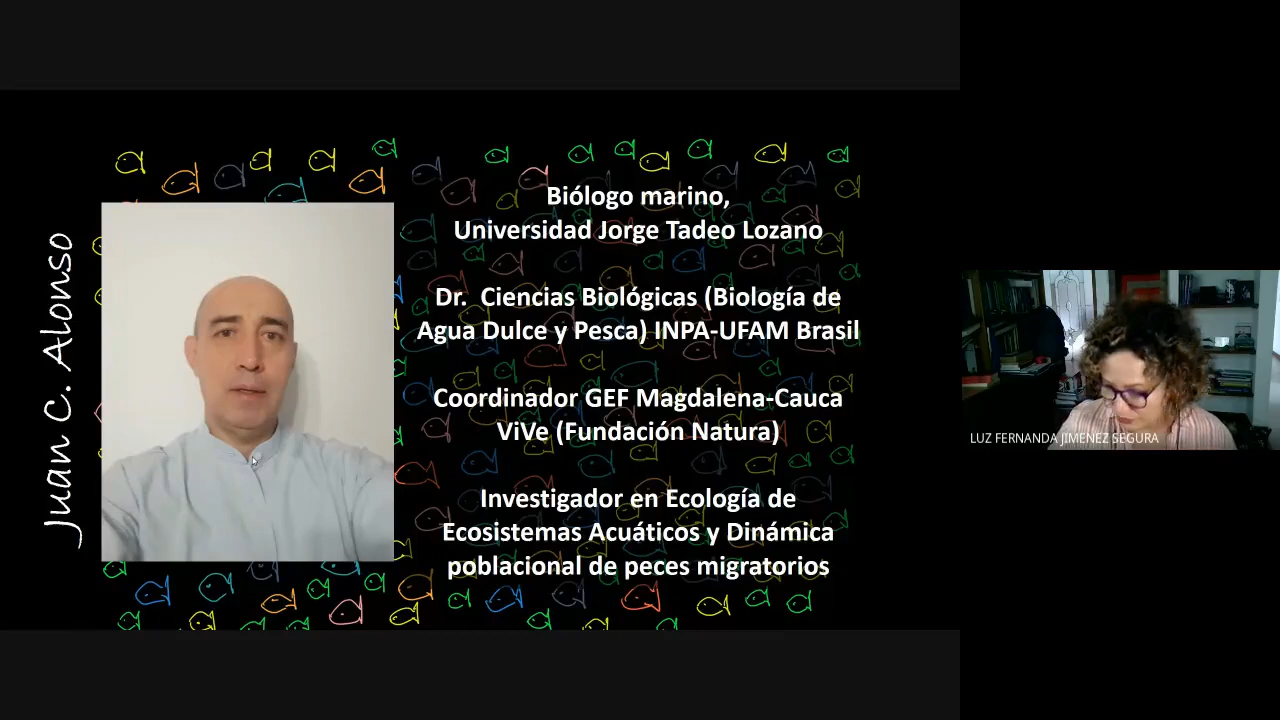 Juan C. Alonso
Biólogo marino,
Universidad Jorge Tadeo Lozano
Dr.  Ciencias Biológicas (Biología de
Agua Dulce y Pesca) INPA-UFAM Brasil
Coordinador GEF Magdalena-Cauca
ViVe (Fundación Natura)
Investigador en Ecología de
Ecosistemas Acuáticos y Dinámica
poblacional de peces migratorios
LUZ FERNANDA JIMENEZ SEGURA